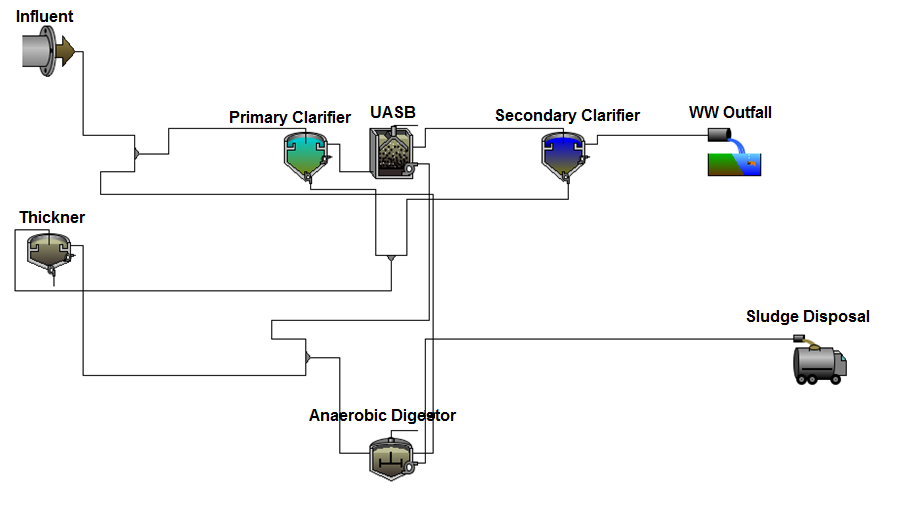 Influent
Primary Clarifier
UASB
Secondary Clarifier
WW Outfall
Thickner
Sludge Disposal
Anaerobic Digestor